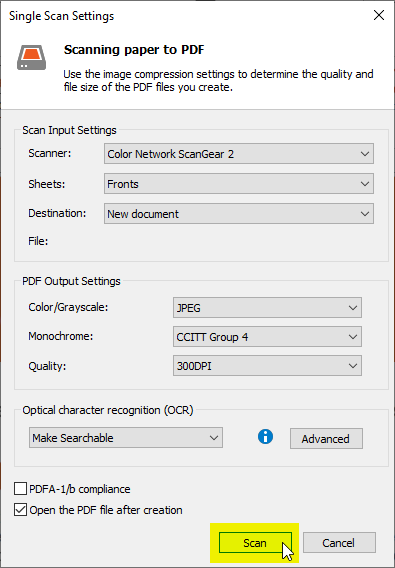 Single Scan Settings
Scanning paper to PDF
Use the image compression settings to determine the quality and
file size of the PDF files you create.
Scan Input Settings
Scanner: Color Network ScanGear 2
Sheets: Fronts
Destination: New document
File:
PDF Output Settings
Color/Grayscale: JPEG
Monochrome: CCITT Group 4
Quality: 300DPI
Optical character recognition (OCR)
Make Searchable Advanced
PDFA-1/b compliance
Open the PDF file after creation
Scan Cancel